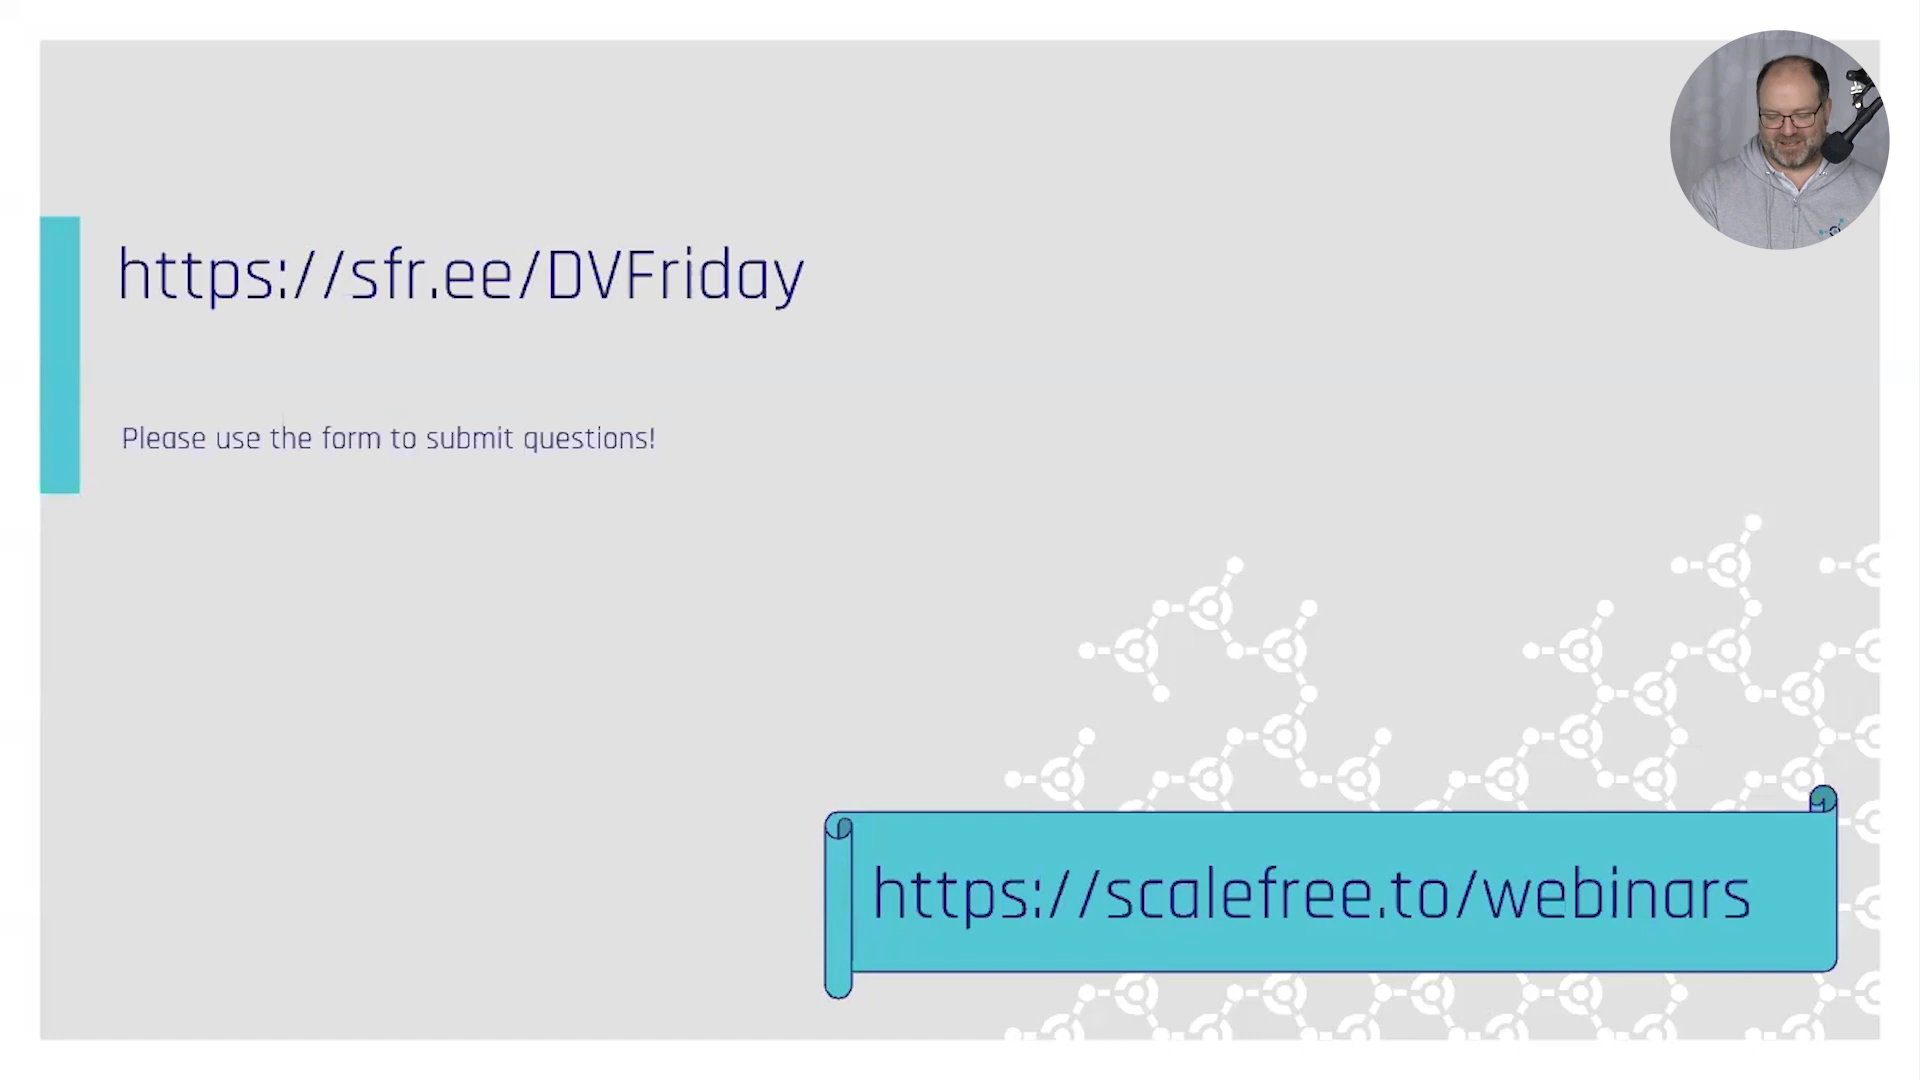 https://sfr.ee/DVFriday
Please use the form to submit questions!
https://scalefree.to/webinars